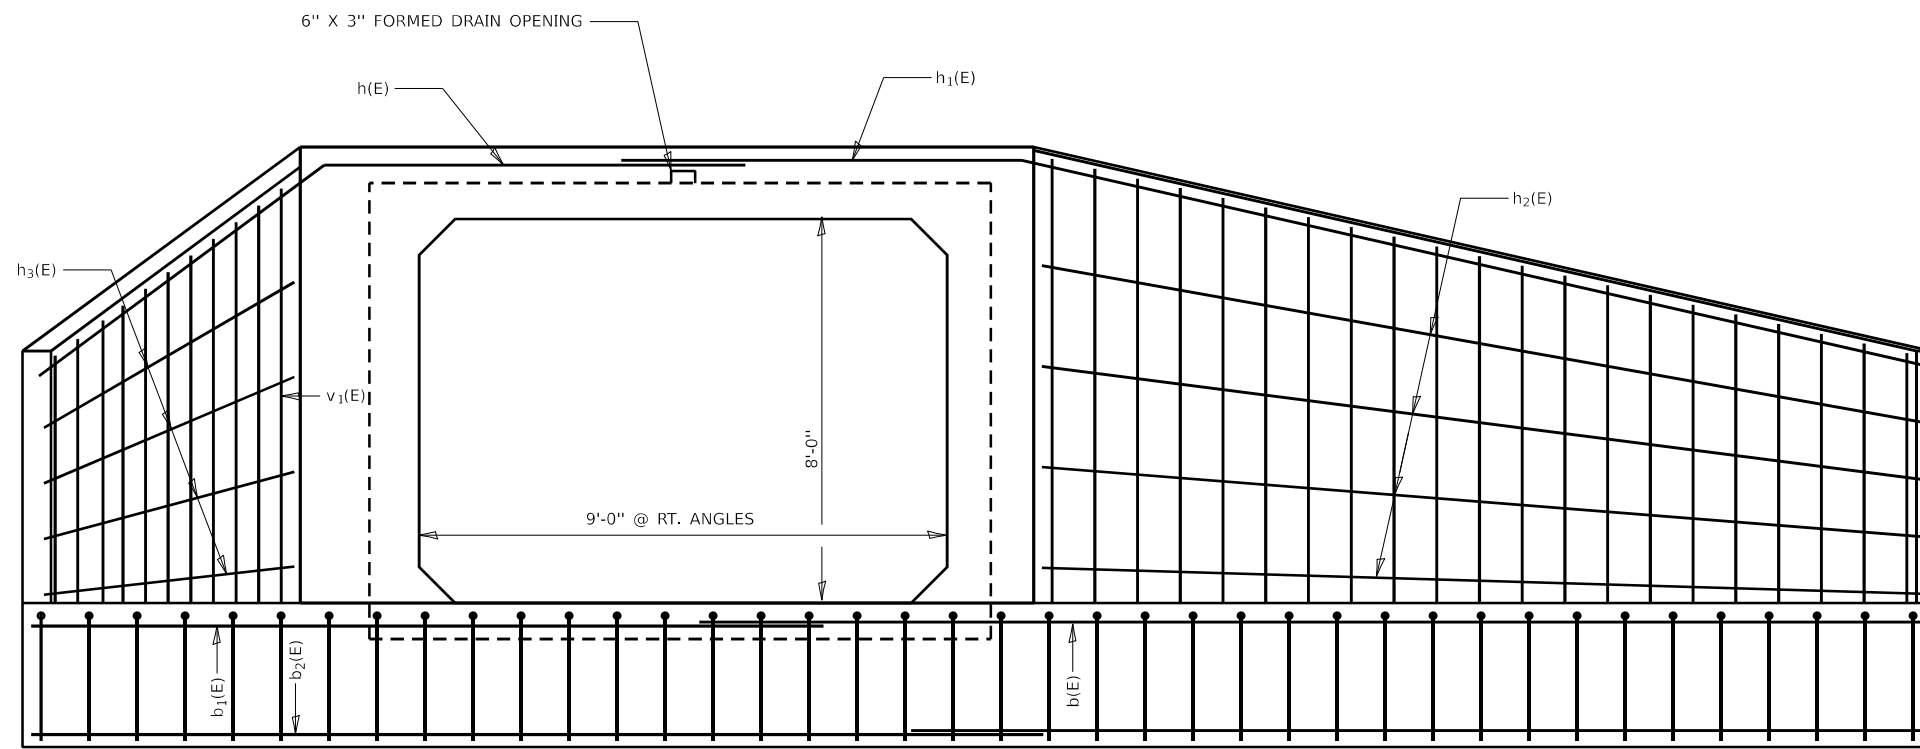 6" X 3" FORMED DRAIN OPENING
h1(E)
h(E)
h2(E)
h3(E)
v1(E)
8'-0"
9'-0" @ RT. ANGLES
b1(E)
b2(E)
b(E)